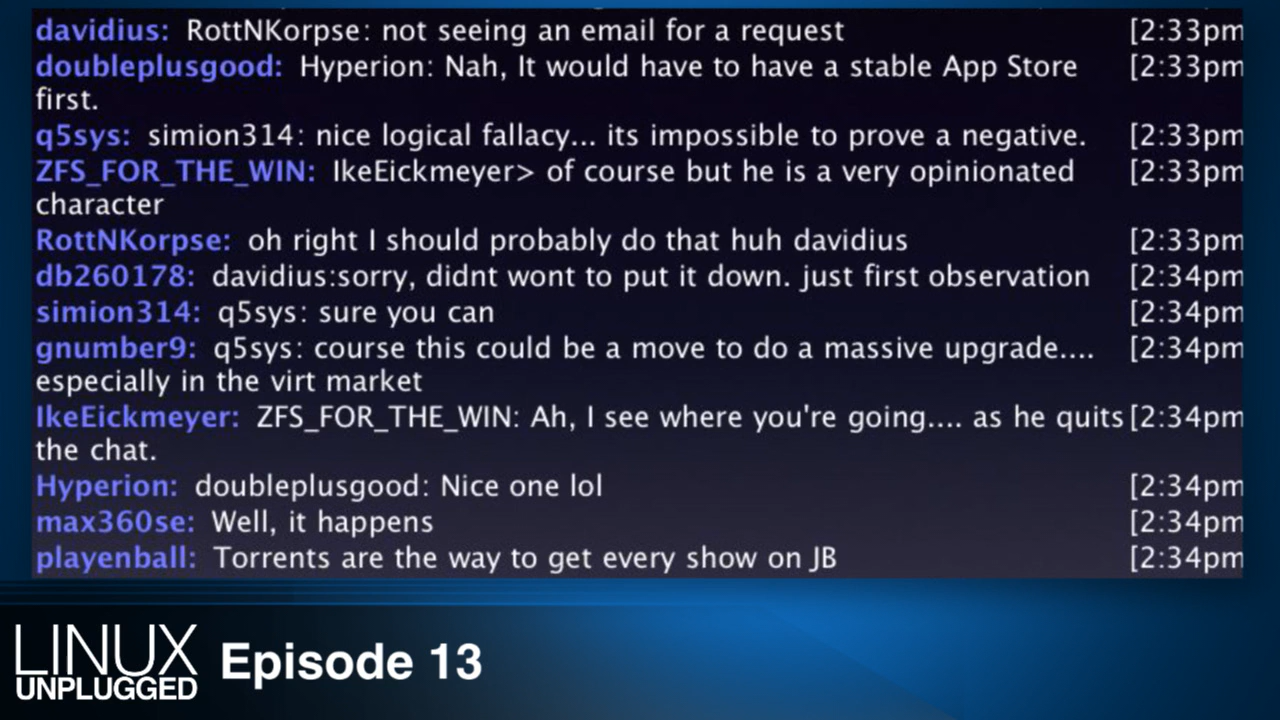 davidius: RottNKorpse: not seeing an email for a request [2:33pm
doubleplusgood: Hyperion: Nah, It would have to have a stable App Store [2:33pm
first.
q5sys: simion314: nice logical fallacy... its impossible to prove a negative. [2:33pm
ZFS_FOR_THE_WIN: IkeEickmeyer> of course but he is a very opinionated [2:33pm
character
RottNKorpse: oh right I should probably do that huh davidius [2:33pm
db260178: davidius:sorry, didnt wont to put it down. just first observation [2:34pm
simion314: q5sys: sure you can [2:34pm
gnumber9: q5sys: course this could be a move to do a massive upgrade.... [2:34pm
especially in the virt market
IkeEickmeyer: ZFS_FOR_THE_WIN: Ah, I see where you're going.... as he quits [2:34pm
the chat.
Hyperion: doubleplusgood: Nice one lol [2:34pm
max360se: Well, it happens [2:34pm
playenball: Torrents are the way to get every show on JB [2:34pm
LINUX
UNPLUGGED
Episode 13